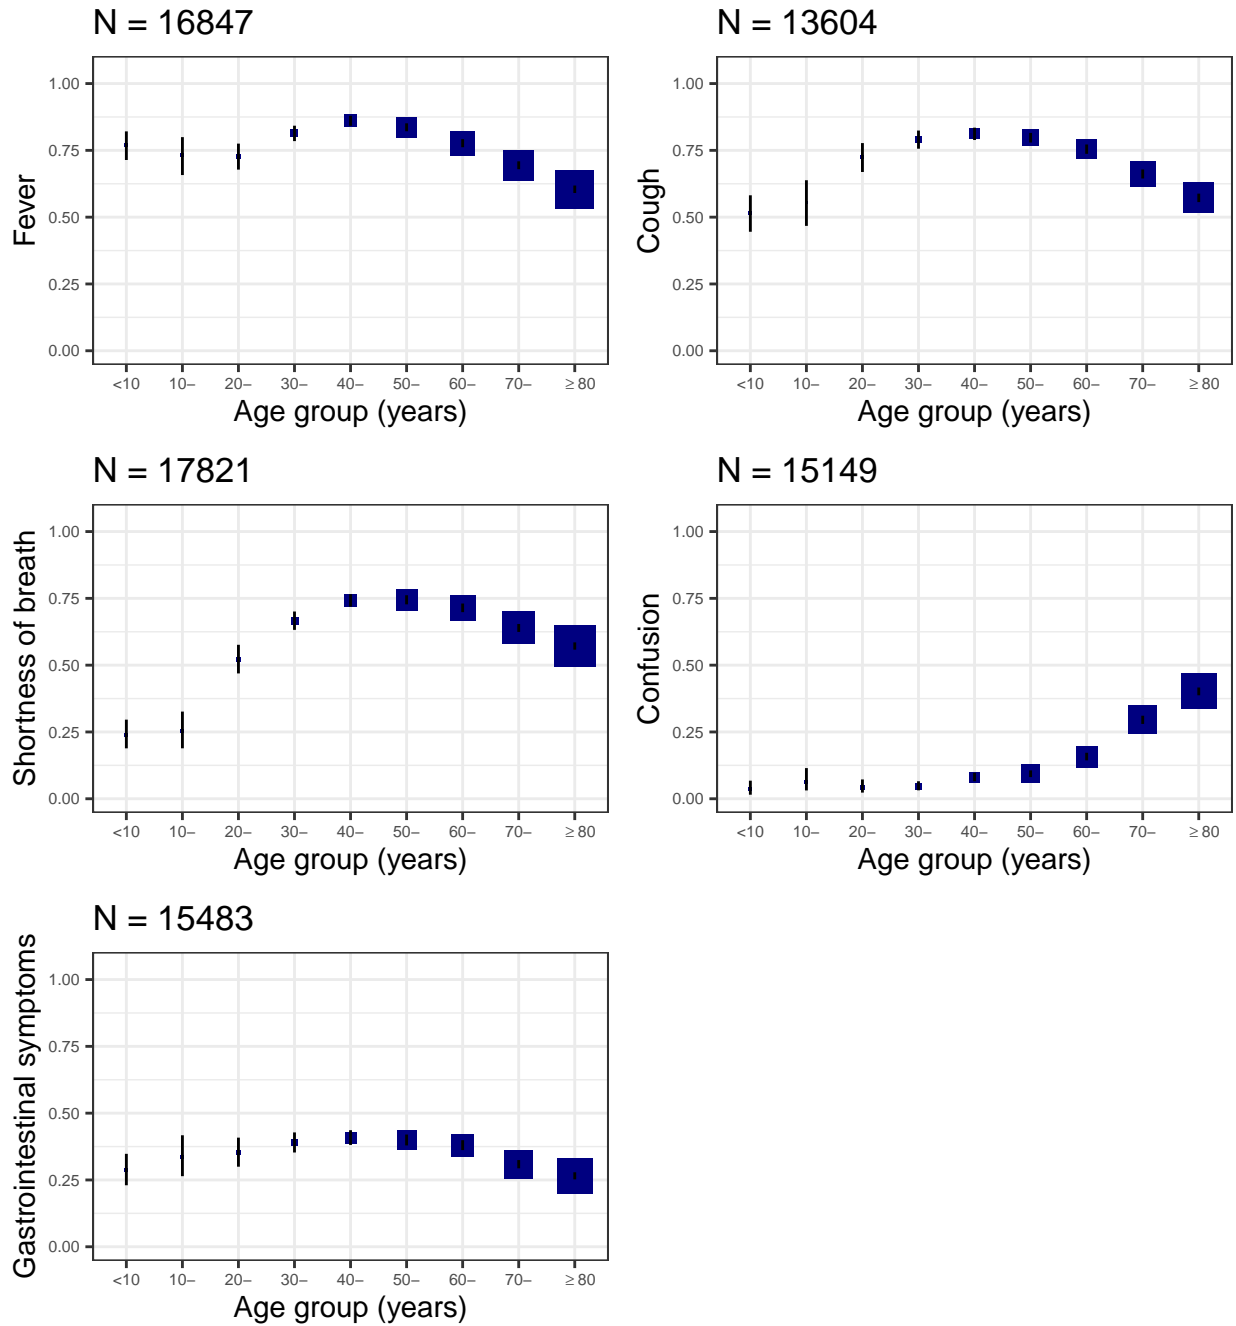 N = 16847
1.00
0.75
0.50
0.25
0.00
Fever
<10 10– 20– 30– 40– 50– 60– 70– ≥ 80
Age group (years)
N = 13604
1.00
0.75
0.50
0.25
0.00
Cough
<10 10– 20– 30– 40– 50– 60– 70– ≥ 80
Age group (years)
N = 17821
1.00
0.75
0.50
0.25
0.00
Shortness of breath
<10 10– 20– 30– 40– 50– 60– 70– ≥ 80
Age group (years)
N = 15149
1.00
0.75
0.50
0.25
0.00
Confusion
<10 10– 20– 30– 40– 50– 60– 70– ≥ 80
Age group (years)
N = 15483
1.00
0.75
0.50
0.25
0.00
Gastrointestinal symptoms
<10 10– 20– 30– 40– 50– 60– 70– ≥ 80
Age group (years)